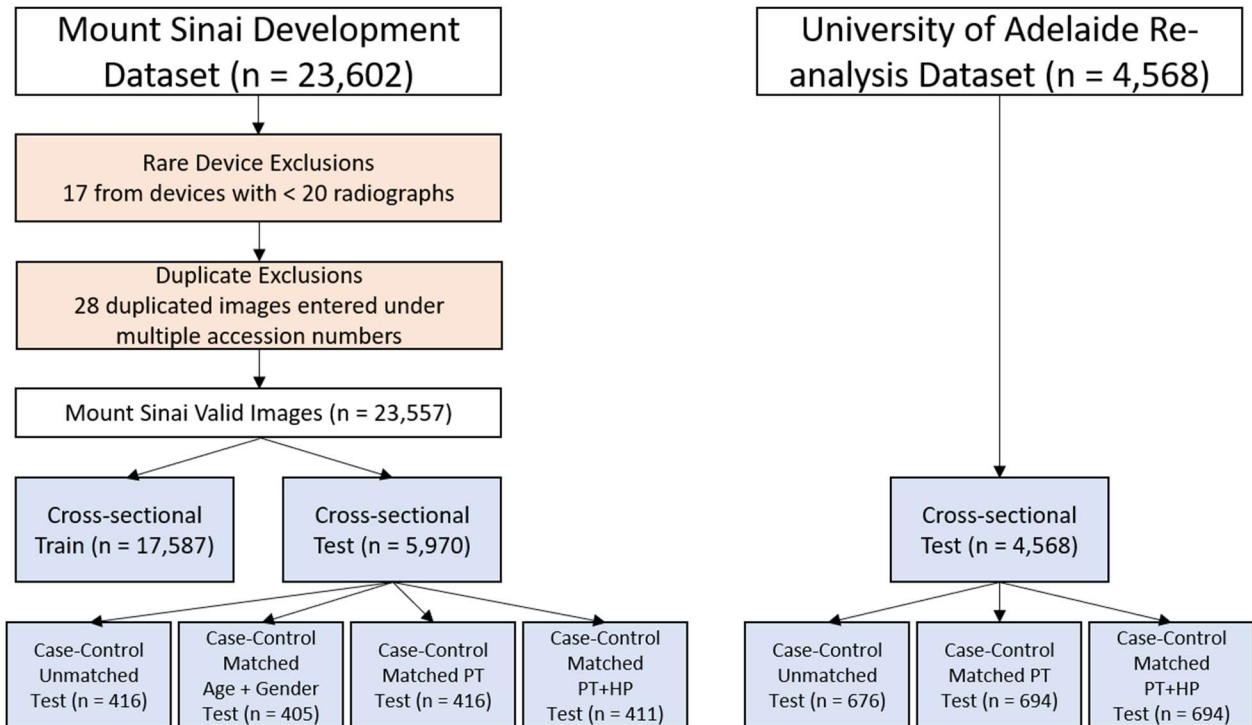 Mount Sinai Development
Dataset (n = 23,602)
University of Adelaide Re-
analysis Dataset (n = 4,568)
Rare Device Exclusions
17 from devices with < 20 radiographs
Duplicate Exclusions
28 duplicated images entered under
multiple accession numbers
Mount Sinai Valid Images (n = 23,557)
Cross-sectional
Train (n = 17,587)
Cross-sectional
Test (n = 5,970)
Cross-sectional
Test (n = 4,568)
Case-Control
Unmatched
Test (n = 416)
Case-Control
Matched
Age + Gender
Test (n = 405)
Case-Control
Matched PT
Test (n = 416)
Case-Control
Matched
PT+HP
Test (n = 411)
Case-Control
Unmatched
Test (n = 676)
Case-Control
Matched PT
Test (n = 694)
Case-Control
Matched
PT+HP
Test (n = 694)